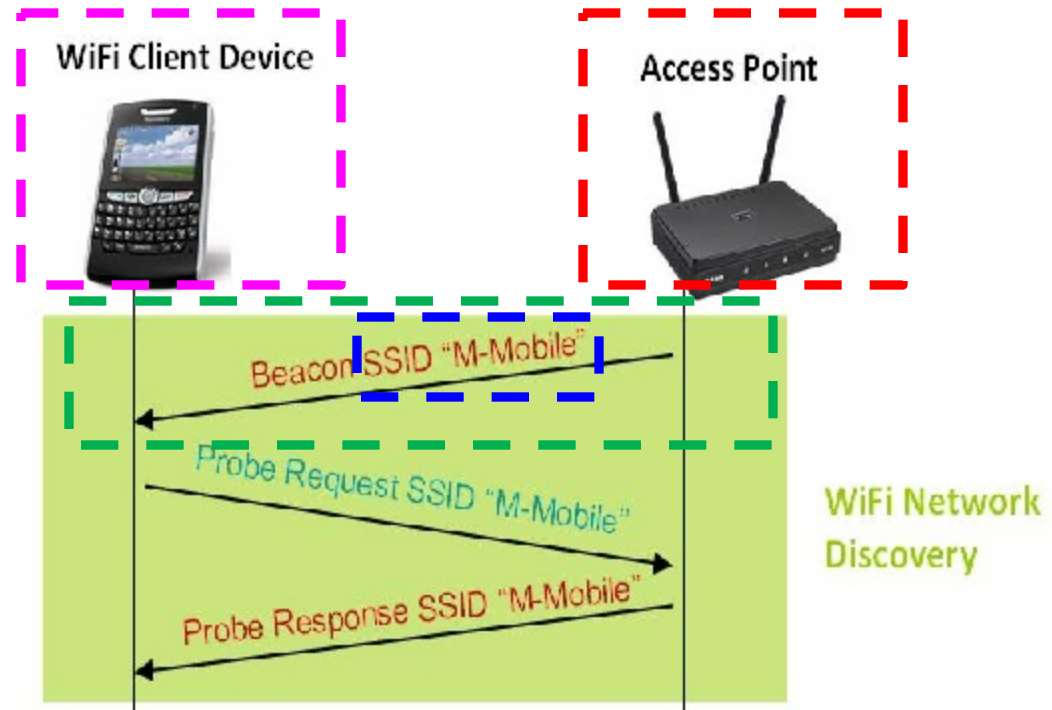 WiFi Client Device
Access Point
Beacon SSID "M-Mobile"
Probe Request SSID "M-Mobile"
Probe Response SSID "M-Mobile"
WiFi Network
Discovery